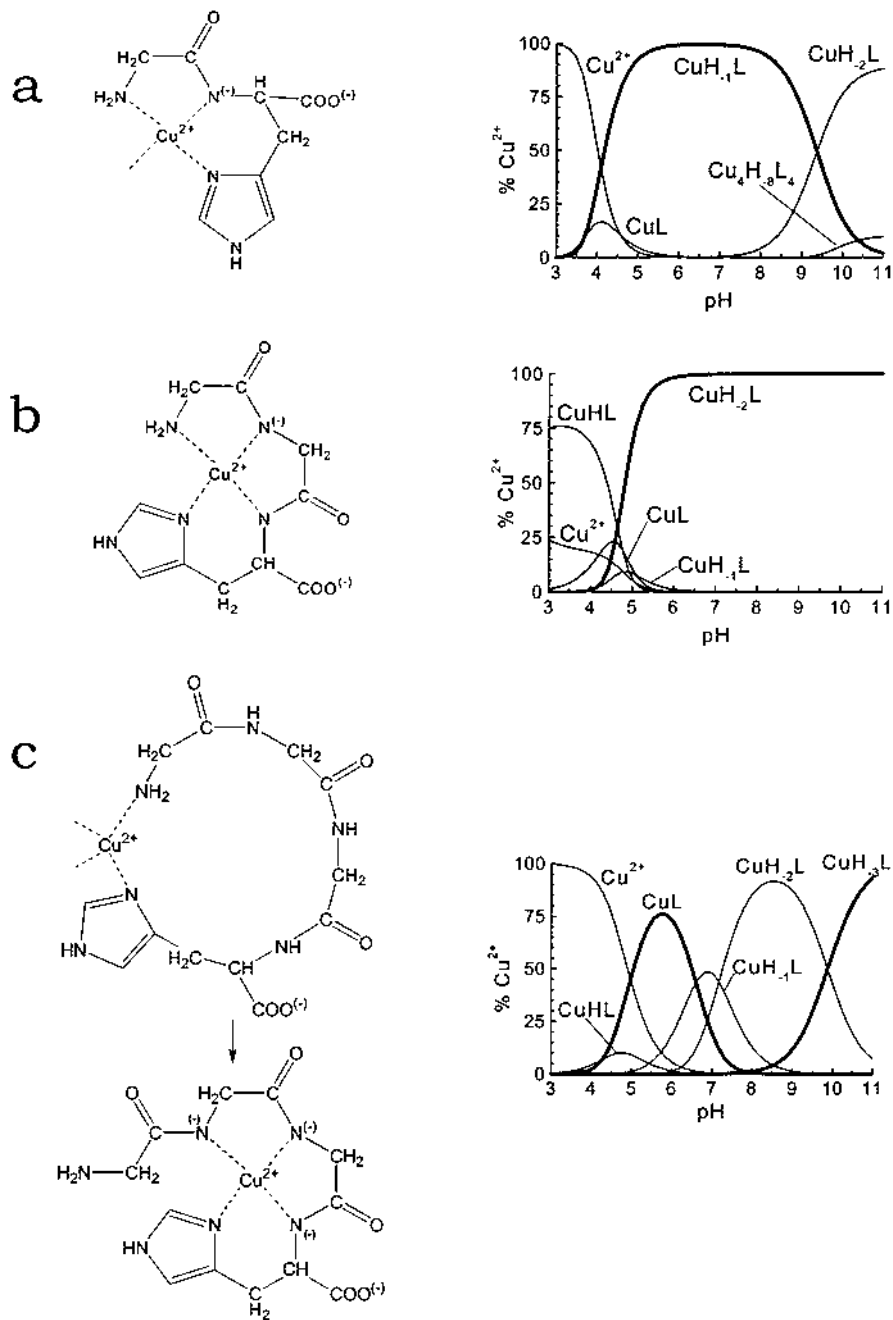 a
O
H₂C
C
H₂N
N(-)
H
C
COO(-)
CH₂
Cu²⁺
N
N
H
% Cu²⁺
100
75
50
25
0
Cu²⁺
CuH₋₁L
CuH₋₂L
Cu₄H₋₈L₄
CuL
3 4 5 6 7 8 9 10 11
pH
b
O
H₂C
C
H₂N
N(-)
CH₂
Cu²⁺
C
O
N
N
HN
CH
COO(-)
C
H₂
% Cu²⁺
100
75
50
25
0
CuHL
CuH₋₂L
Cu²⁺
CuL
CuH₋₁L
3 4 5 6 7 8 9 10 11
pH
c
O
H
C
N
H₂C
CH₂
O
NH₂
C
Cu²⁺
NH
N
CH₂
HN
C
NH
O
H₂C
CH
COO(-)
O
H₂C
C
O
(-)
N
N(-)
C
CH₂
H₂N
CH₂
Cu²⁺
C
O
N
N
(-)
HN
CH
COO(-)
C
H₂
% Cu²⁺
100
75
50
25
0
Cu²⁺
CuL
CuH₋₂L
CuH₋₃L
CuH₋₁L
CuHL
3 4 5 6 7 8 9 10 11
pH